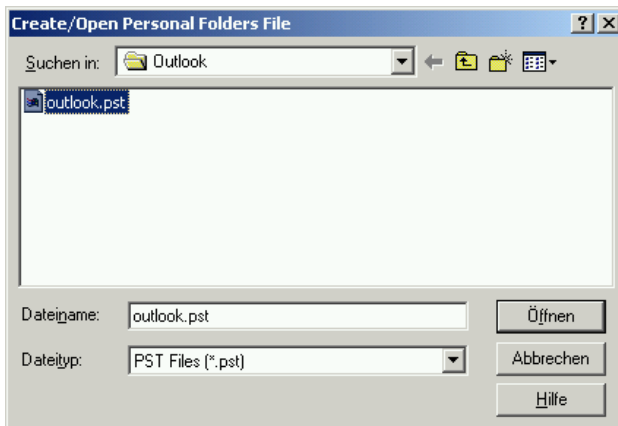 Create/Open Personal Folders File
Suchen in: Outlook
outlook.pst
Dateiname: outlook.pst Öffnen
Dateityp: PST Files (*.pst) Abbrechen
Hilfe